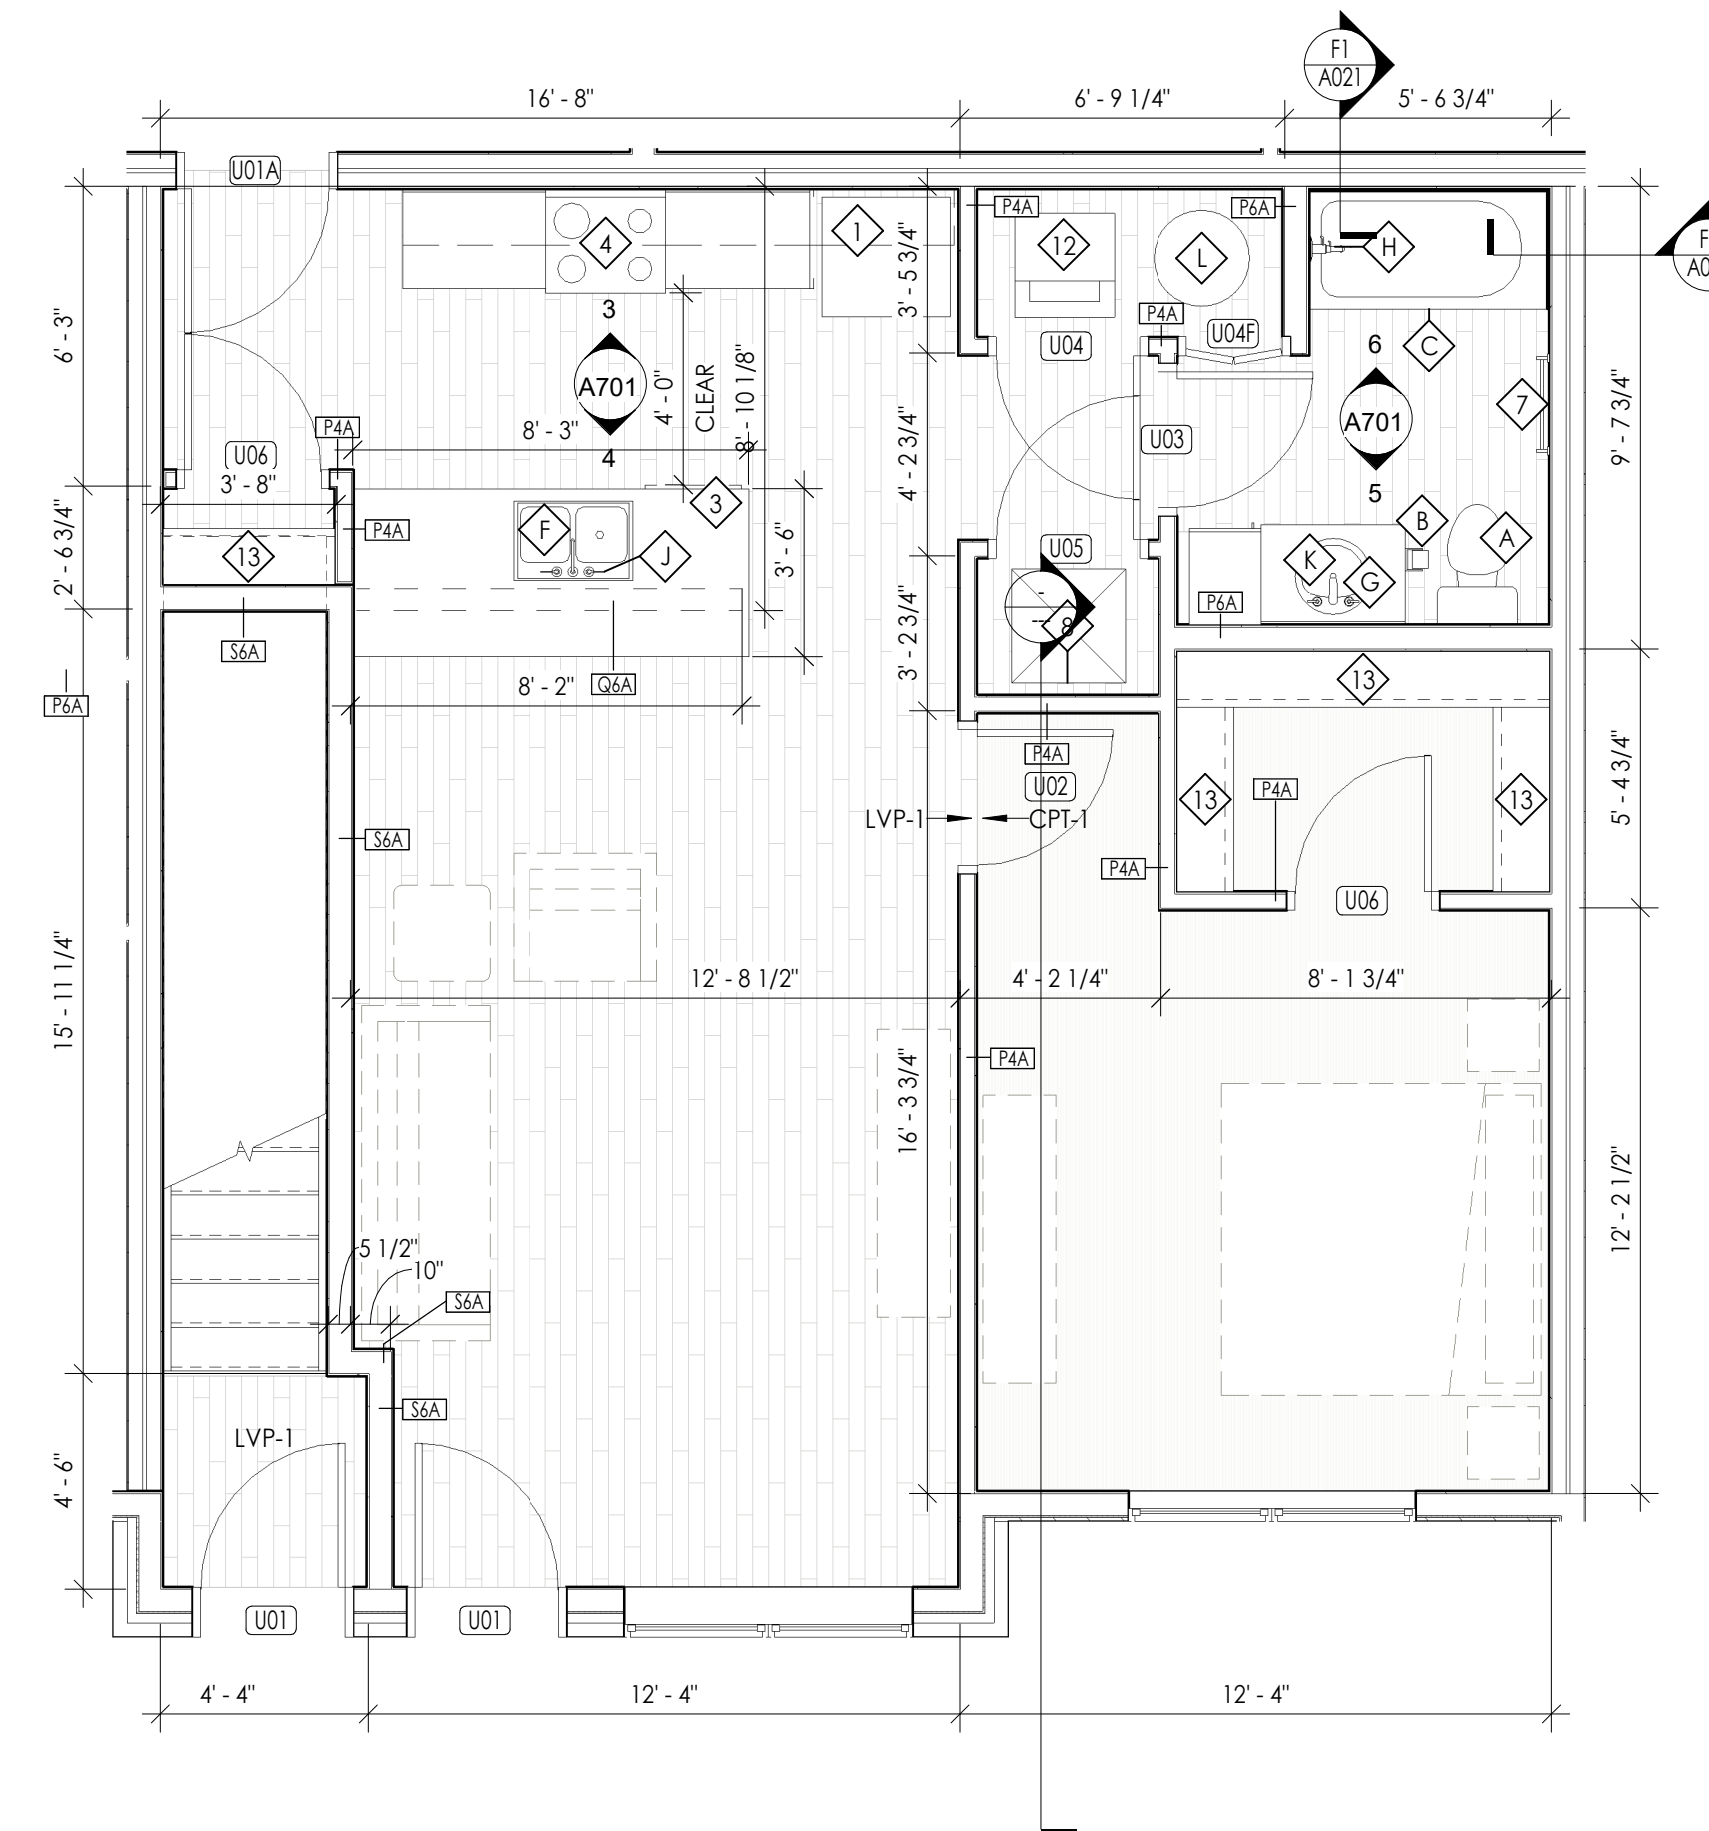 F1
A021
16' - 8"
6' - 9 1/4"
5' - 6 3/4"
U01A
P4A
P6A
1
4
12
L
H
F
A0
3
A701
4
3' - 5 3/4"
6' - 3"
4' - 0"
CLEAR
8' - 10 1/8"
P4A
U04
U04F
C
6
A701
5
7
9' - 7 3/4"
8' - 3"
P4A
U06
3' - 8"
4' - 2 3/4"
U03
3
F
J
P4A
13
2' - 6 3/4"
3' - 6"
B
A
K
G
U05
-
---
8
P6A
S6A
3' - 2 3/4"
8' - 2"
Q6A
P6A
13
P4A
U02
13
P4A
13
5' - 4 3/4"
LVP-1
CPT-1
S6A
P4A
U06
15' - 11 1/4"
12' - 8 1/2"
4' - 2 1/4"
8' - 1 3/4"
P4A
16' - 3 3/4"
12' - 2 1/2"
5 1/2"
10"
S6A
S6A
LVP-1
4' - 6"
U01
U01
4' - 4"
12' - 4"
12' - 4"